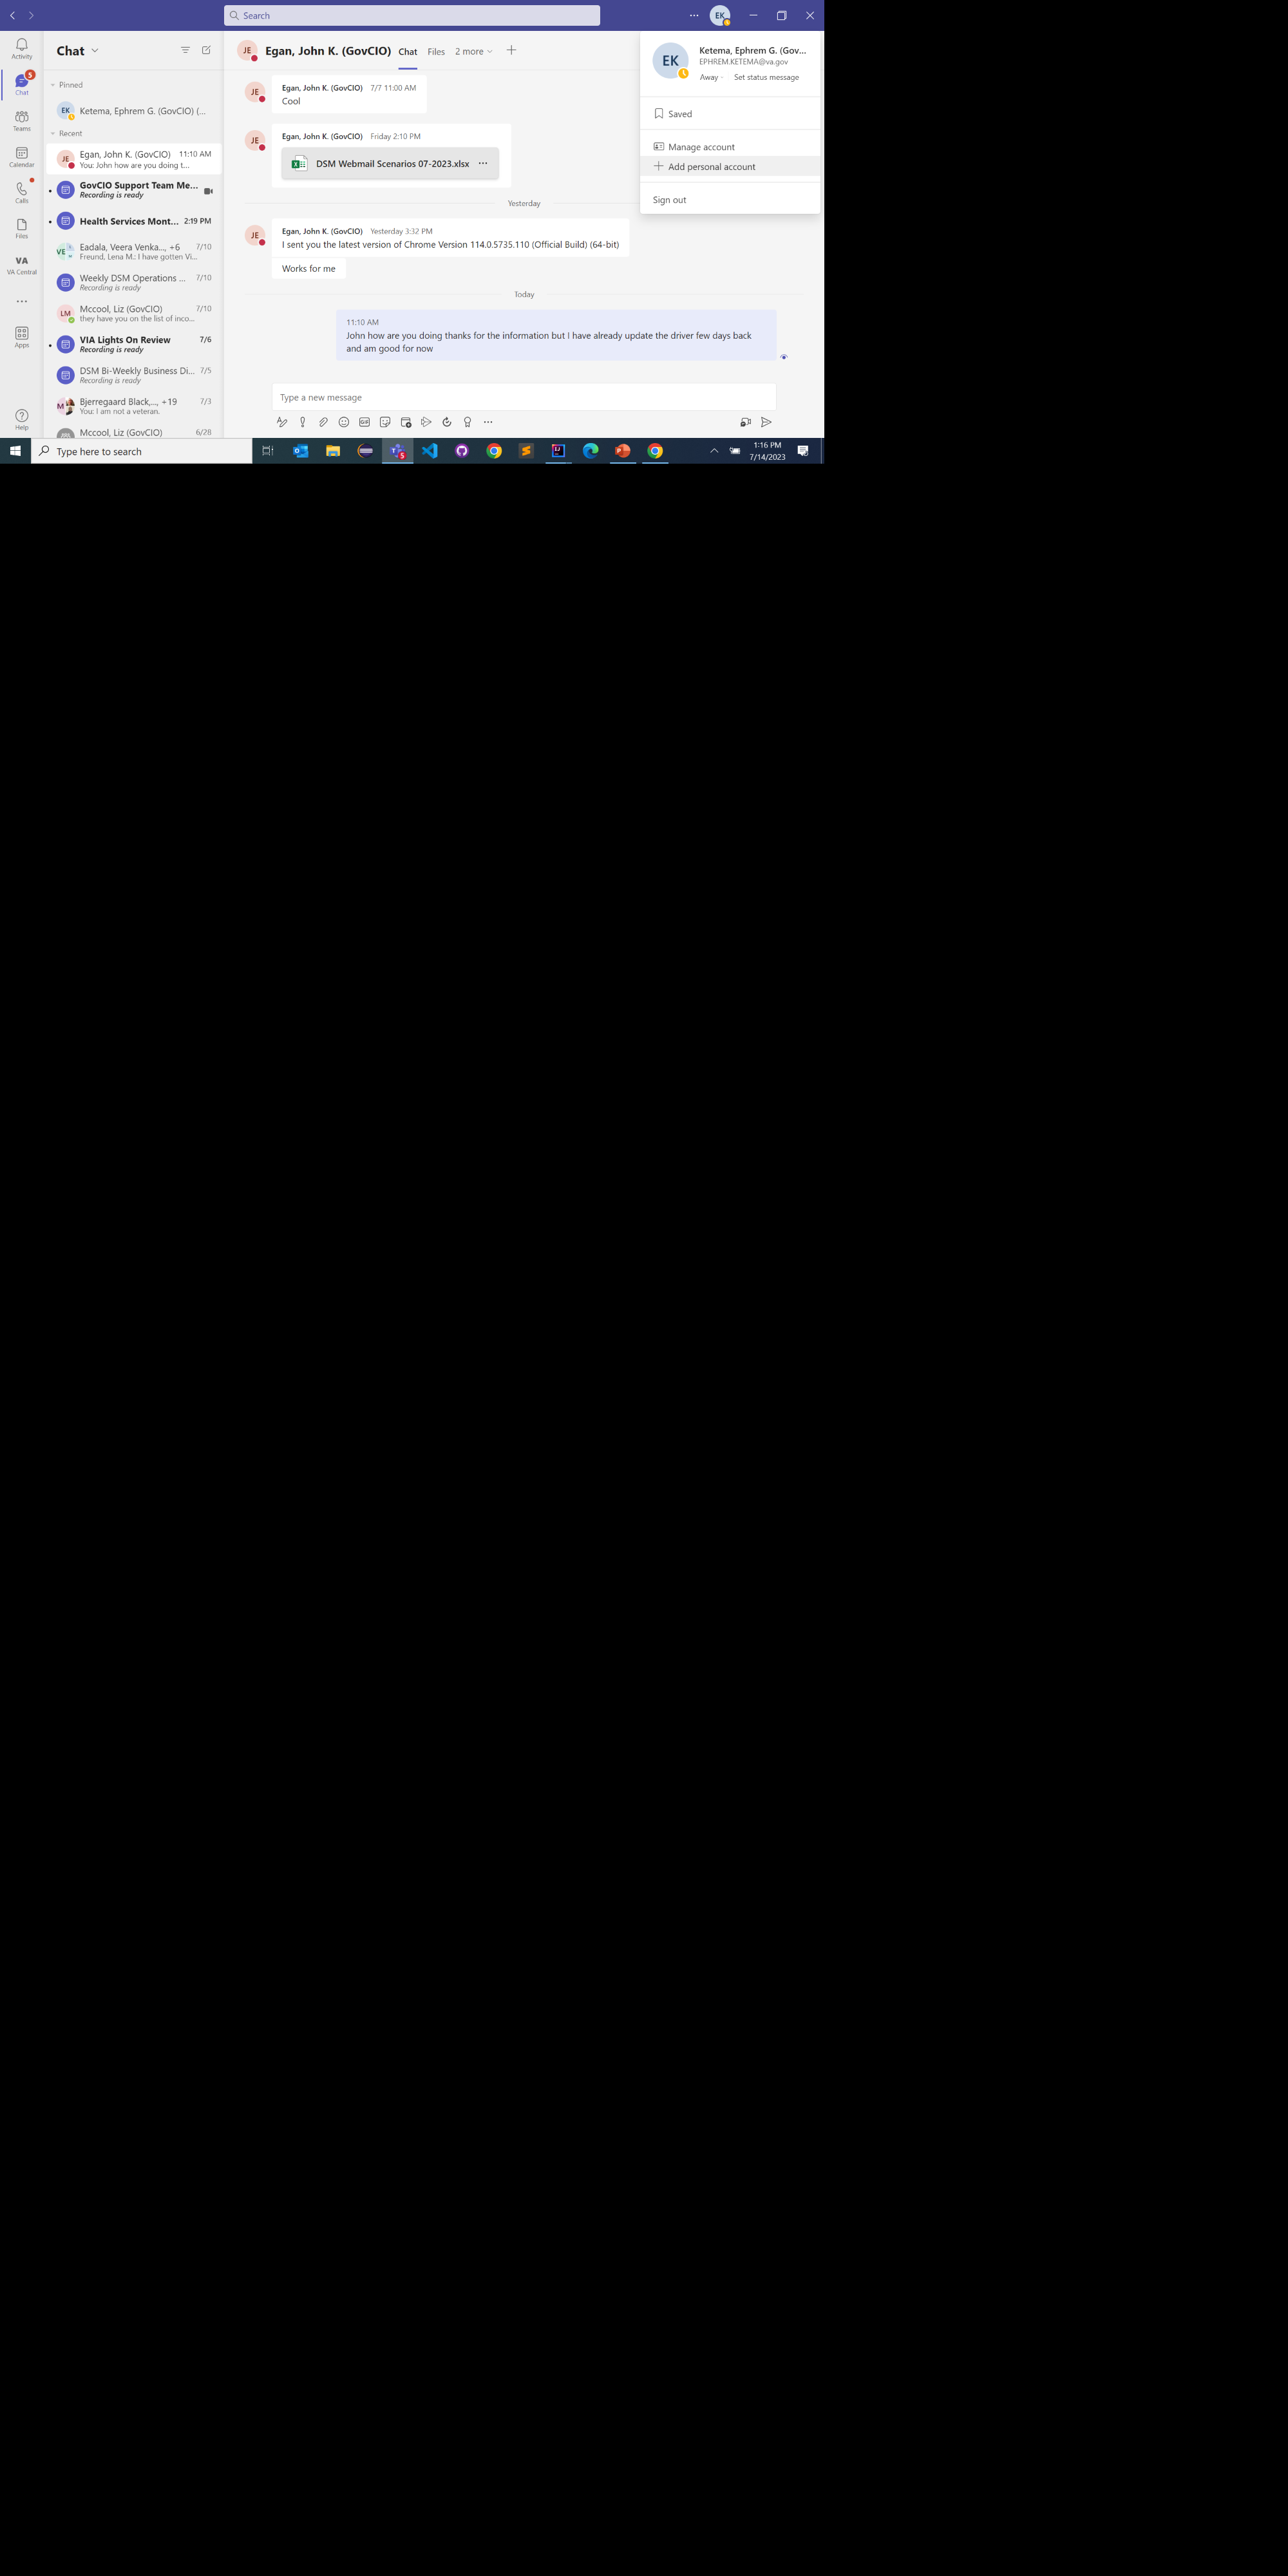 Search
EK
Activity
5
Chat
Teams
Calendar
Calls
Files
VA
VA Central
Apps
Help
Chat
Pinned
EK
Ketema, Ephrem G. (GovCIO) (...
Recent
JE
Egan, John K. (GovCIO) 11:10 AM
You: John how are you doing t...
GovCIO Support Team Me...
Recording is ready
Health Services Mont... 2:19 PM
VE
Eadala, Veera Venka..., +6 7/10
Freund, Lena M.: I have gotten Vi...
Weekly DSM Operations ... 7/10
Recording is ready
LM
Mccool, Liz (GovCIO) 7/10
they have you on the list of inco...
VIA Lights On Review 7/6
Recording is ready
DSM Bi-Weekly Business Di... 7/5
Recording is ready
M
Bjerregaard Black,..., +19 7/3
You: I am not a veteran.
Mccool, Liz (GovCIO) 6/28
JE
Egan, John K. (GovCIO) Chat Files 2 more
JE
Egan, John K. (GovCIO) 7/7 11:00 AM
Cool
JE
Egan, John K. (GovCIO) Friday 2:10 PM
DSM Webmail Scenarios 07-2023.xlsx
Yesterday
JE
Egan, John K. (GovCIO) Yesterday 3:32 PM
I sent you the latest version of Chrome Version 114.0.5735.110 (Official Build) (64-bit)
Works for me
Today
11:10 AM
John how are you doing thanks for the information but I have already update the driver few days back
and am good for now
Type a new message
GIF
EK
Ketema, Ephrem G. (Gov...
EPHREM.KETEMA@va.gov
Away Set status message
Saved
Manage account
Add personal account
Sign out
Type here to search
5
1:16 PM
7/14/2023